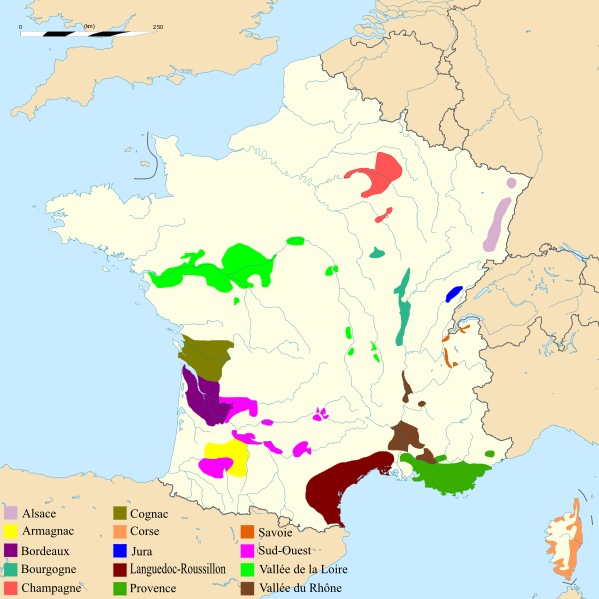 0 (km) 250
Alsace
Armagnac
Bordeaux
Bourgogne
Champagne
Cognac
Corse
Jura
Languedoc-Roussillon
Provence
Savoie
Sud-Ouest
Vallée de la Loire
Vallée du Rhône